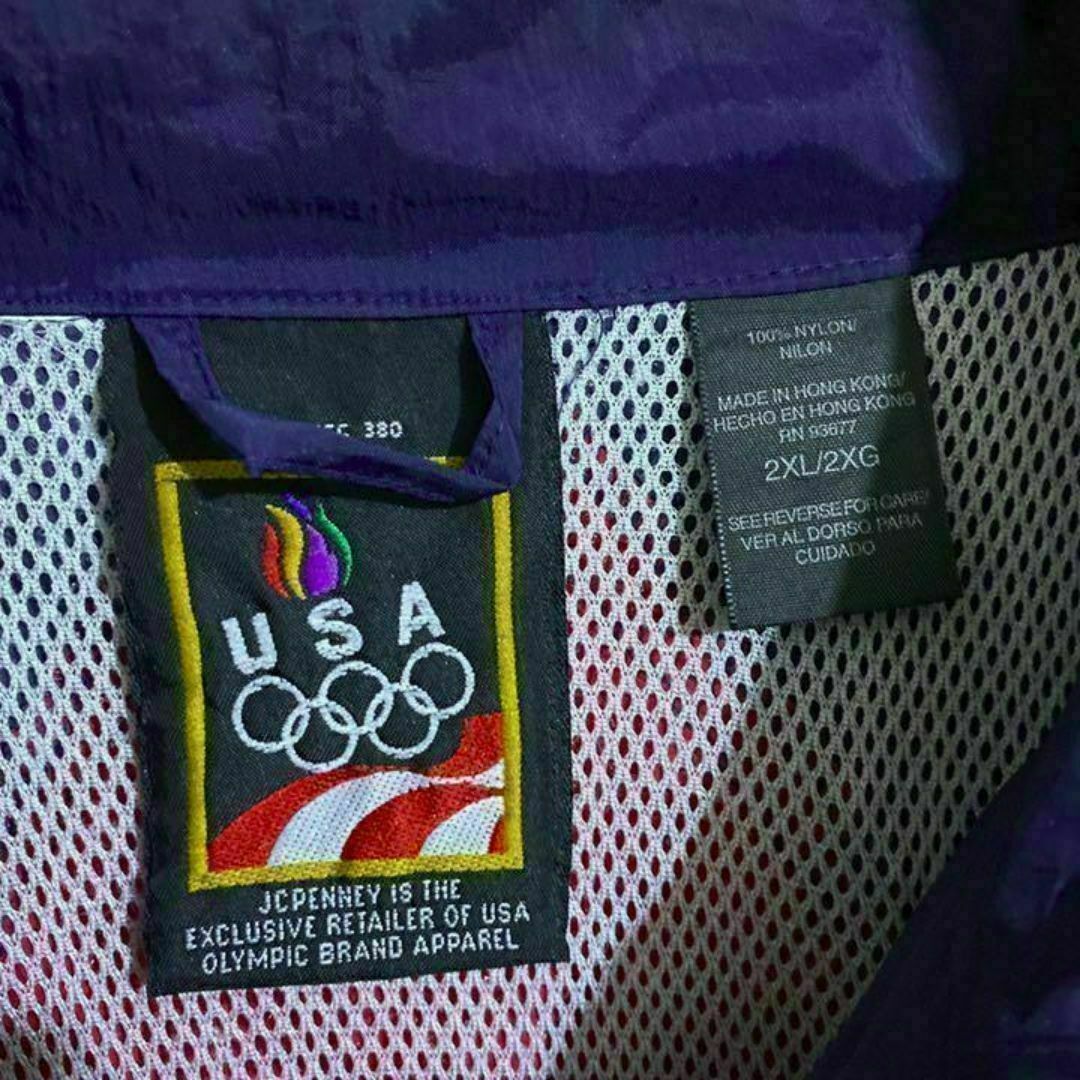 380
USA
JCPENNEY IS THE
EXCLUSIVE RETAILER OF USA
OLYMPIC BRAND APPAREL
100% NYLON/
NILON
MADE IN HONG KONG/
HECHO EN HONG KONG
RN 93677
2XL/2XG
SEE REVERSE FOR CARE/
VER AL DORSO PARA
CUIDADO